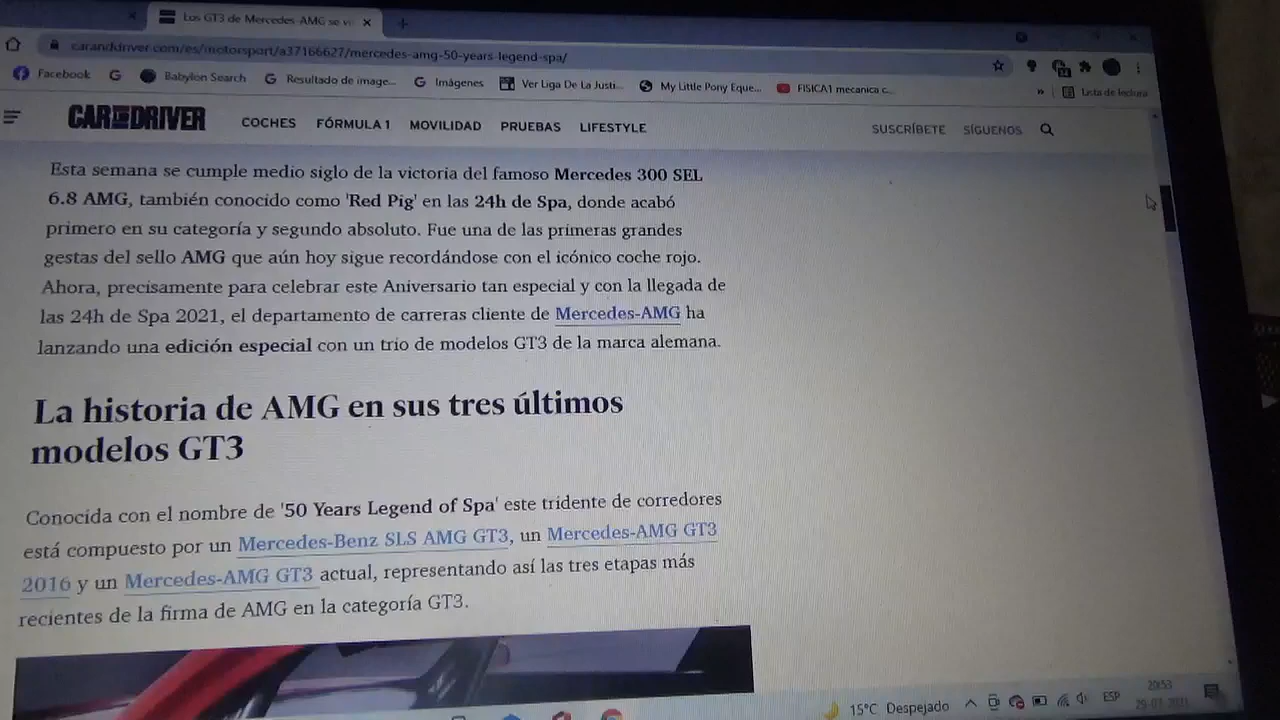 Los GT3 de Mercedes-AMG se vi
caranddriver.com/es/motorsport/a37166627/mercedes-amg-50-years-legend-spa/
Facebook Babylon Search Resultado de image... Imágenes Ver Liga De La Justi... My Little Pony Eque... FISICA1 mecanica c... » Lista de lectura
CAR AND DRIVER COCHES FÓRMULA 1 MOVILIDAD PRUEBAS LIFESTYLE SUSCRÍBETE SÍGUENOS
Esta semana se cumple medio siglo de la victoria del famoso Mercedes 300 SEL
6.8 AMG, también conocido como 'Red Pig' en las 24h de Spa, donde acabó
primero en su categoría y segundo absoluto. Fue una de las primeras grandes
gestas del sello AMG que aún hoy sigue recordándose con el icónico coche rojo.
Ahora, precisamente para celebrar este Aniversario tan especial y con la llegada de
las 24h de Spa 2021, el departamento de carreras cliente de Mercedes-AMG ha
lanzando una edición especial con un trio de modelos GT3 de la marca alemana.
La historia de AMG en sus tres últimos
modelos GT3
Conocida con el nombre de '50 Years Legend of Spa' este tridente de corredores
está compuesto por un Mercedes-Benz SLS AMG GT3, un Mercedes-AMG GT3
2016 y un Mercedes-AMG GT3 actual, representando así las tres etapas más
recientes de la firma de AMG en la categoría GT3.
15°C Despejado ESP 20:53
29-07-2021